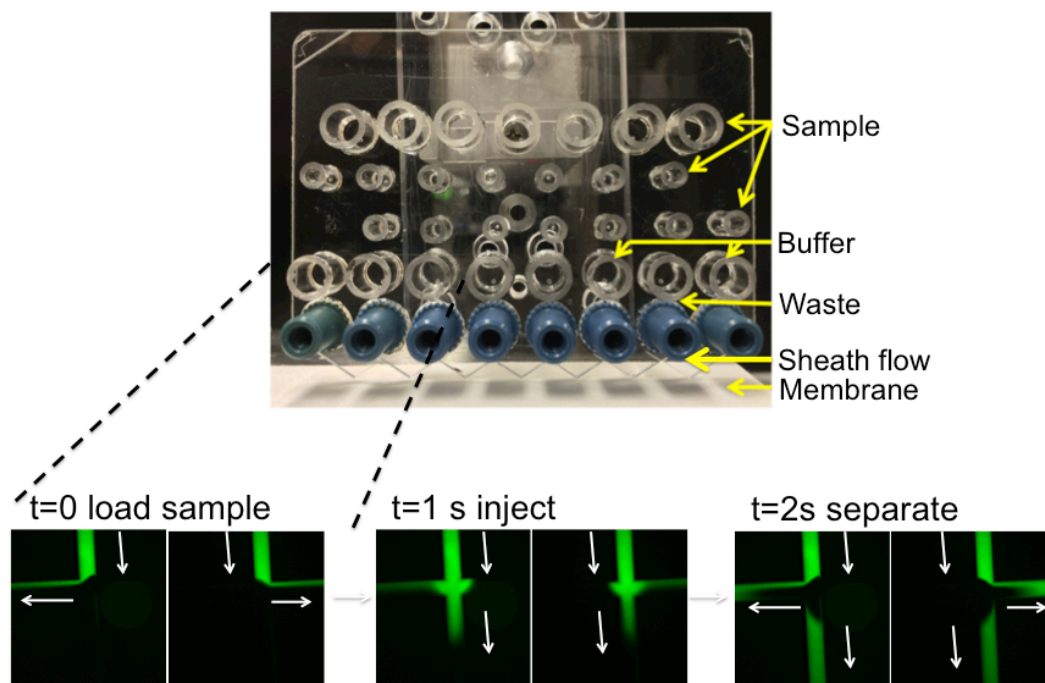 Sample
Buffer
Waste
Sheath flow
Membrane
t=0 load sample
t=1 s inject
t=2s separate